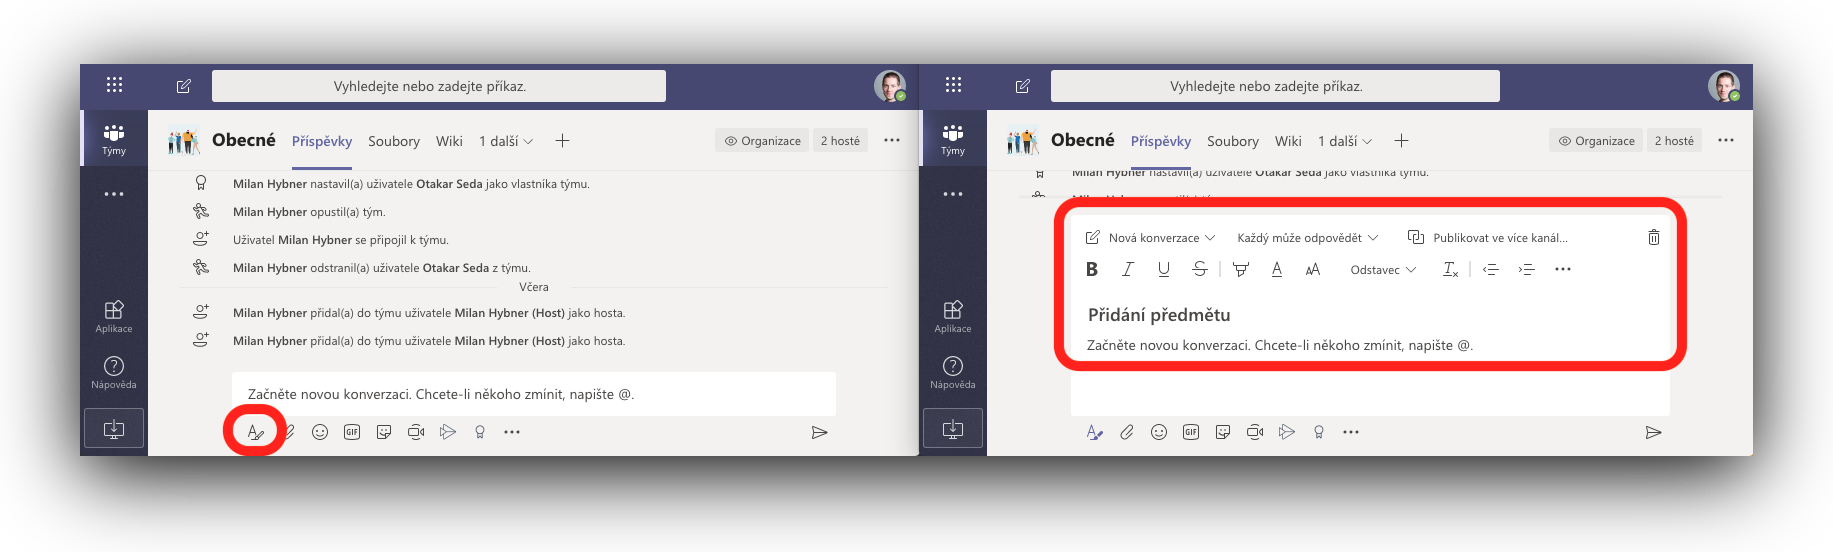 Vyhledejte nebo zadejte příkaz.
Týmy
Obecné Příspěvky Soubory Wiki 1 další Organizace 2 hosté
Milan Hybner nastavil(a) uživatele Otakar Seda jako vlastníka týmu.
Milan Hybner opustil(a) tým.
Uživatel Milan Hybner se připojil k týmu.
Milan Hybner odstranil(a) uživatele Otakar Seda z týmu.
Včera
Milan Hybner přidal(a) do týmu uživatele Milan Hybner (Host) jako hosta.
Milan Hybner přidal(a) do týmu uživatele Milan Hybner (Host) jako hosta.
Aplikace
Nápověda
Začněte novou konverzaci. Chcete-li někoho zmínit, napište @.
GIF
Vyhledejte nebo zadejte příkaz.
Týmy
Obecné Příspěvky Soubory Wiki 1 další Organizace 2 hosté
Milan Hybner nastavil(a) uživatele Otakar Seda jako vlastníka týmu.
Nová konverzace Každý může odpovědět Publikovat ve více kanál...
B I U S A AA Odstavec Tx
Přidání předmětu
Začněte novou konverzaci. Chcete-li někoho zmínit, napište @.
Aplikace
Nápověda
GIF